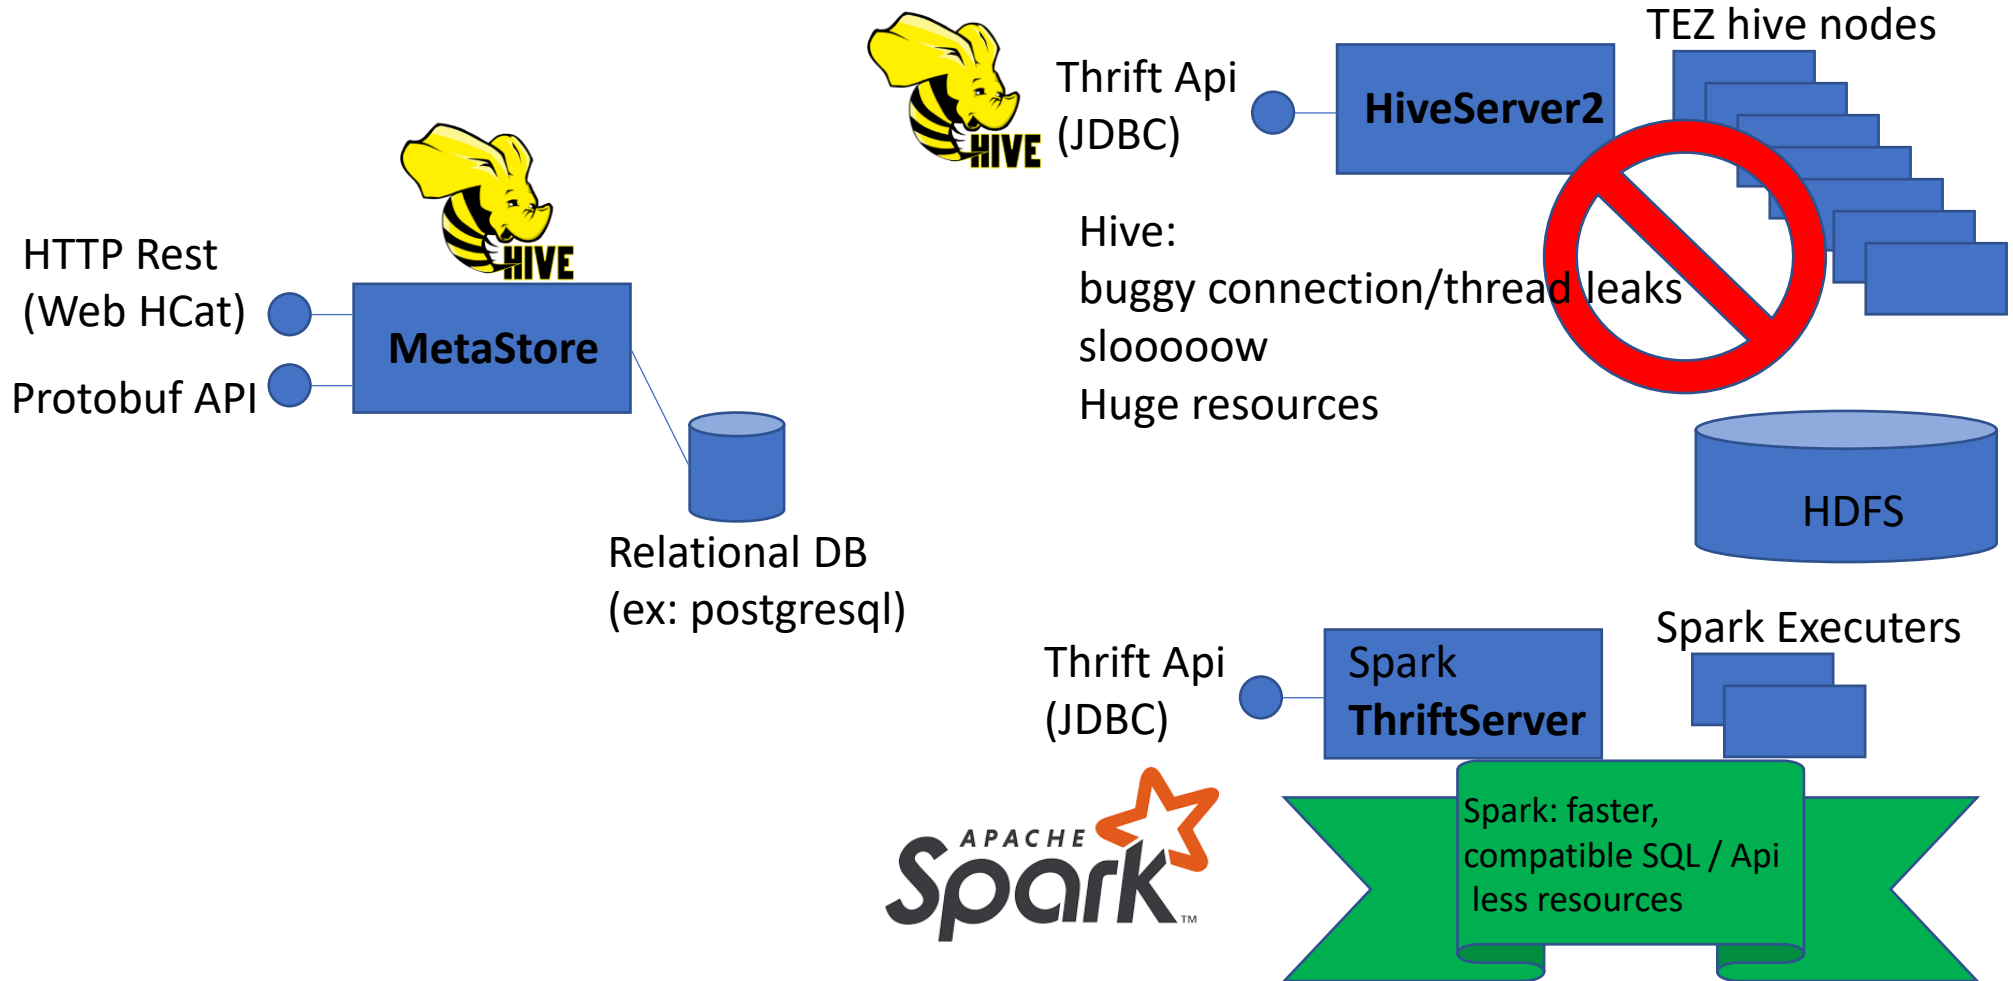 HIVE
HTTP Rest
(Web HCat)
Protobuf API
MetaStore
Relational DB
(ex: postgresql)
HIVE
Thrift Api
(JDBC)
HiveServer2
TEZ hive nodes
Hive:
buggy connection/thread leaks
slooooow
Huge resources
HDFS
Thrift Api
(JDBC)
Spark
ThriftServer
Spark Executers
APACHE
Spark™
Spark: faster,
compatible SQL / Api
less resources